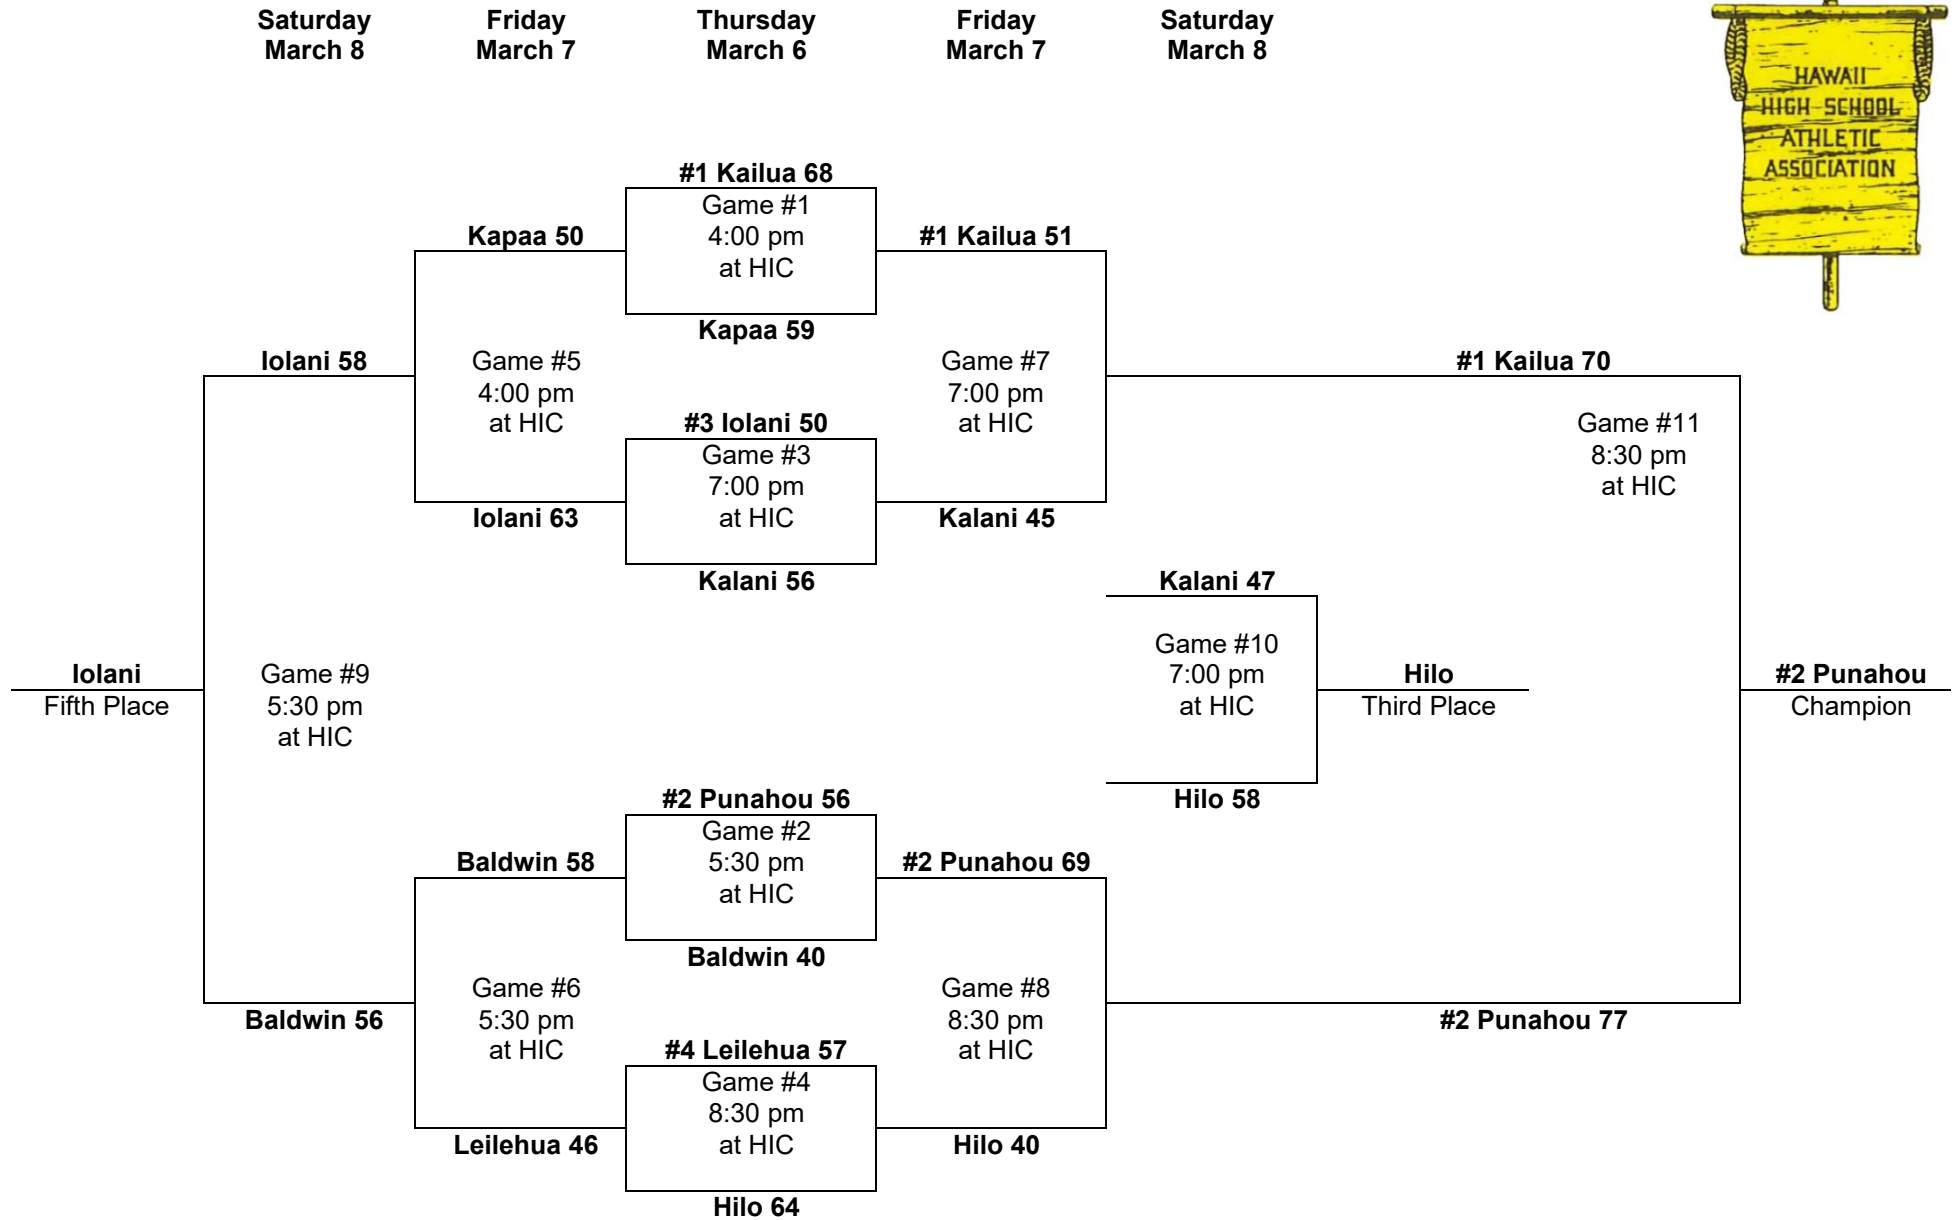 Saturday
March 8
Friday
March 7
Thursday
March 6
Friday
March 7
Saturday
March 8
HAWAII
HIGH SCHOOL
ATHLETIC
ASSOCIATION
#1 Kailua 68
Game #1
4:00 pm
at HIC
Kapaa 59
Kapaa 50
#1 Kailua 51
Iolani 58
Game #5
4:00 pm
at HIC
Game #7
7:00 pm
at HIC
#1 Kailua 70
#3 Iolani 50
Game #3
7:00 pm
at HIC
Kalani 56
Game #11
8:30 pm
at HIC
Iolani 63
Kalani 45
Kalani 47
Game #10
7:00 pm
at HIC
Hilo 58
Iolani
Fifth Place
Game #9
5:30 pm
at HIC
Hilo
Third Place
#2 Punahou
Champion
#2 Punahou 56
Game #2
5:30 pm
at HIC
Baldwin 40
Baldwin 58
#2 Punahou 69
Baldwin 56
Game #6
5:30 pm
at HIC
Game #8
8:30 pm
at HIC
#2 Punahou 77
#4 Leilehua 57
Game #4
8:30 pm
at HIC
Hilo 64
Leilehua 46
Hilo 40